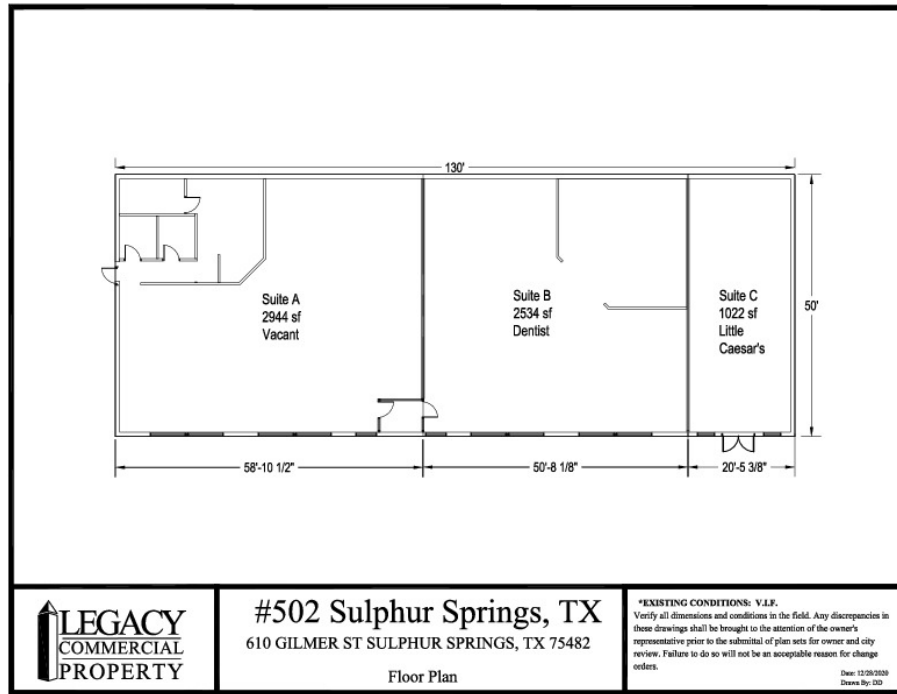 130'
Suite A
2944 sf
Vacant
Suite B
2534 sf
Dentist
Suite C
1022 sf
Little
Caesar's
50'
58'-10 1/2"
50'-8 1/8"
20'-5 3/8"
LEGACY
COMMERCIAL
PROPERTY
#502 Sulphur Springs, TX
610 GILMER ST SULPHUR SPRINGS, TX 75482
Floor Plan
*EXISTING CONDITIONS: V.I.F.
Verify all dimensions and conditions in the field. Any discrepancies in
these drawings shall be brought to the attention of the owner's
representative prior to the submittal of plan sets for owner and city
review. Failure to do so will not be an acceptable reason for change
orders.
Date: 12/28/2020
Drawn By: DD